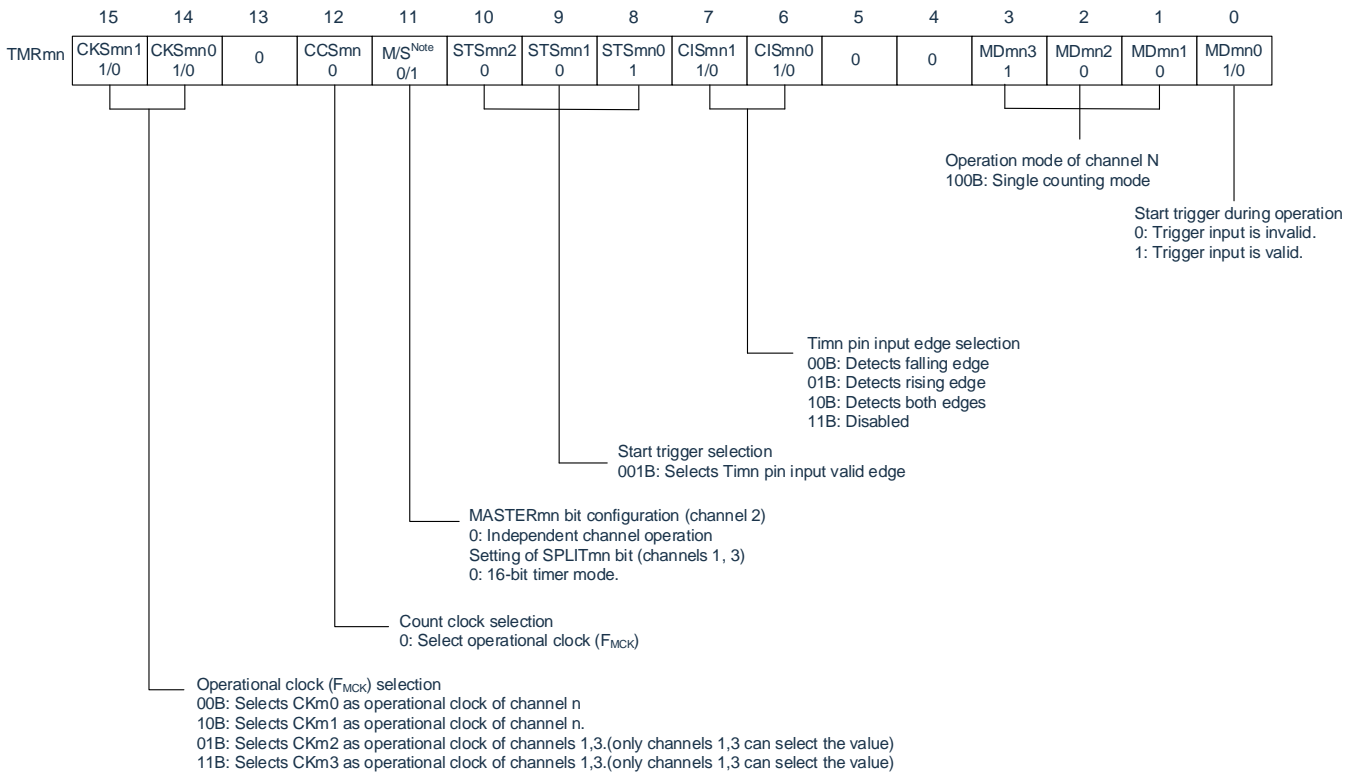 15 14 13 12 11 10 9 8 7 6 5 4 3 2 1 0
TMRmn CKSmn1 CKSmn0 0 CCSmn M/S^Note STSmn2 STSmn1 STSmn0 CISmn1 CISmn0 0 0 MDmn3 MDmn2 MDmn1 MDmn0
1/0 1/0 0 0/1 0 0 1 1/0 1/0 1 0 0 1/0
Operation mode of channel N
100B: Single counting mode
Start trigger during operation
0: Trigger input is invalid.
1: Trigger input is valid.
Timn pin input edge selection
00B: Detects falling edge
01B: Detects rising edge
10B: Detects both edges
11B: Disabled
Start trigger selection
001B: Selects Timn pin input valid edge
MASTERmn bit configuration (channel 2)
0: Independent channel operation
Setting of SPLITmn bit (channels 1, 3)
0: 16-bit timer mode.
Count clock selection
0: Select operational clock (FMCK)
Operational clock (FMCK) selection
00B: Selects CKm0 as operational clock of channel n
10B: Selects CKm1 as operational clock of channel n.
01B: Selects CKm2 as operational clock of channels 1,3.(only channels 1,3 can select the value)
11B: Selects CKm3 as operational clock of channels 1,3.(only channels 1,3 can select the value)